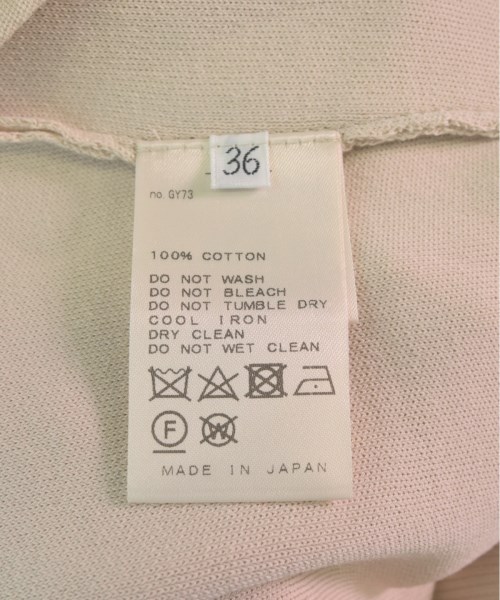 36
no. GY73
100% COTTON
DO NOT WASH
DO NOT BLEACH
DO NOT TUMBLE DRY
COOL IRON
DRY CLEAN
DO NOT WET CLEAN
F W
MADE IN JAPAN